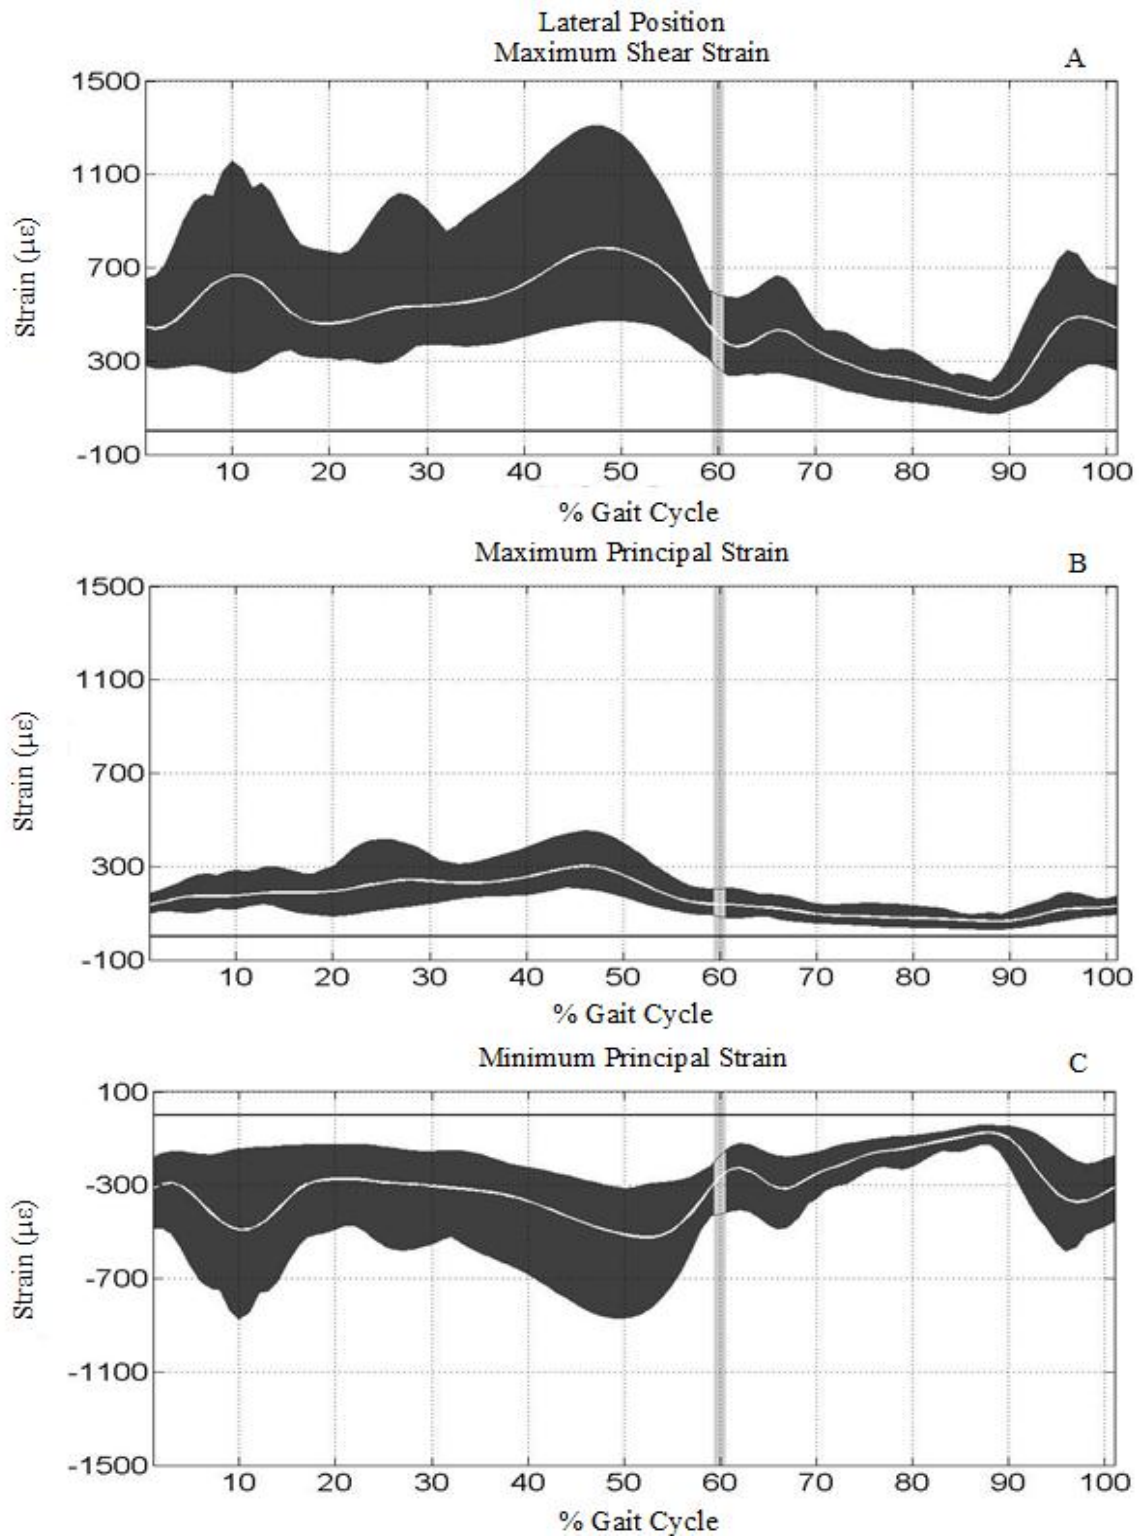 Lateral Position
Maximum Shear Strain
A
1500
1100
700
300
-100
Strain (με)
10 20 30 40 50 60 70 80 90 100
% Gait Cycle
Maximum Principal Strain
B
1500
1100
700
300
-100
Strain (με)
10 20 30 40 50 60 70 80 90 100
% Gait Cycle
Minimum Principal Strain
C
100
-300
-700
-1100
-1500
Strain (με)
10 20 30 40 50 60 70 80 90 100
% Gait Cycle